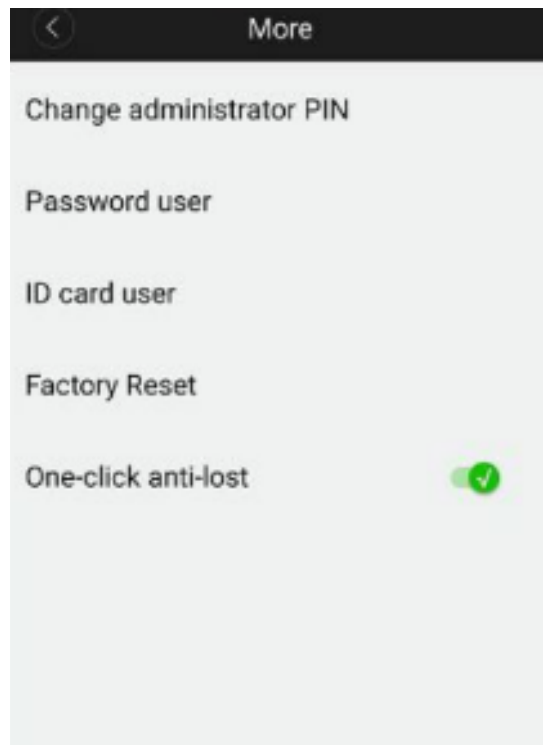 More
Change administrator PIN
Password user
ID card user
Factory Reset
One-click anti-lost